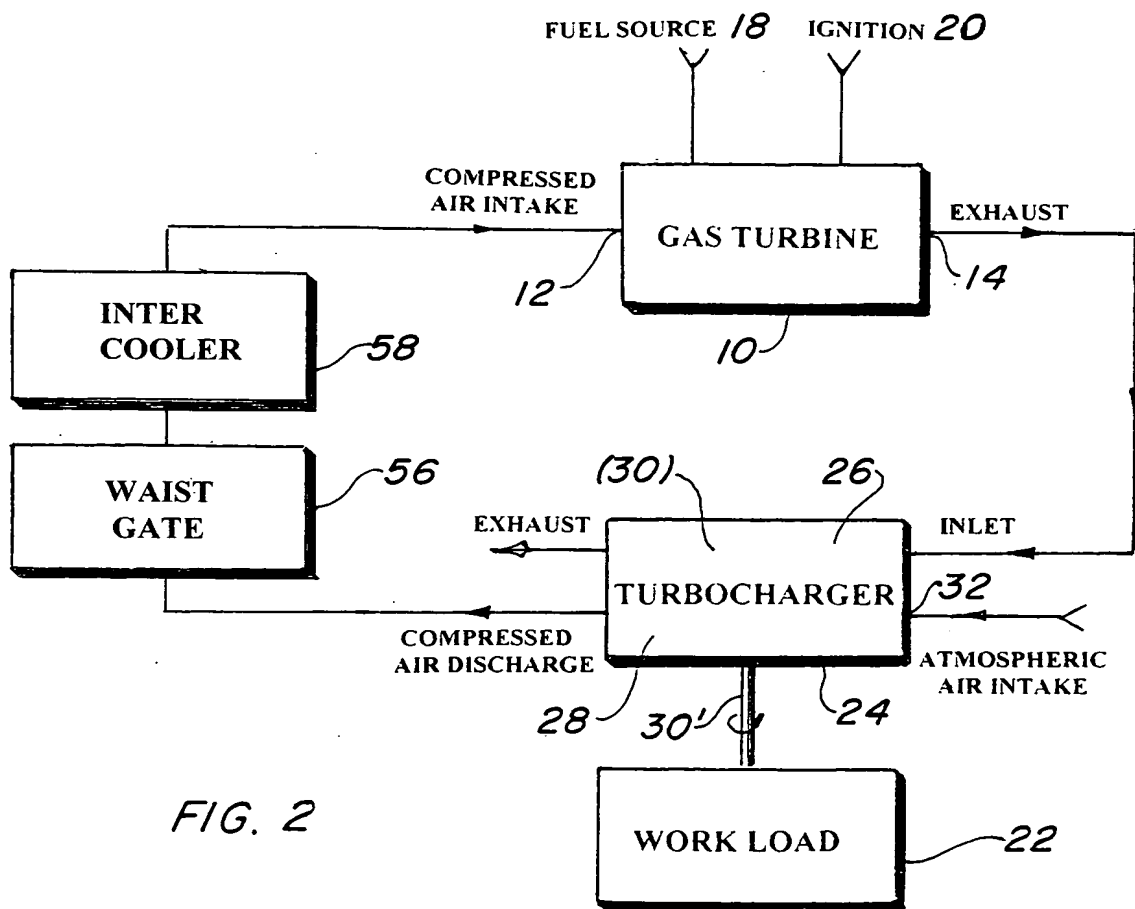 FUEL SOURCE 18 IGNITION 20
COMPRESSED
AIR INTAKE
GAS TURBINE
EXHAUST
12
14
10
INTER
COOLER
58
WAIST
GATE
56
(30)
26
EXHAUST
INLET
TURBOCHARGER
32
COMPRESSED
AIR DISCHARGE
ATMOSPHERIC
AIR INTAKE
28
30'
24
FIG. 2
WORK LOAD
22